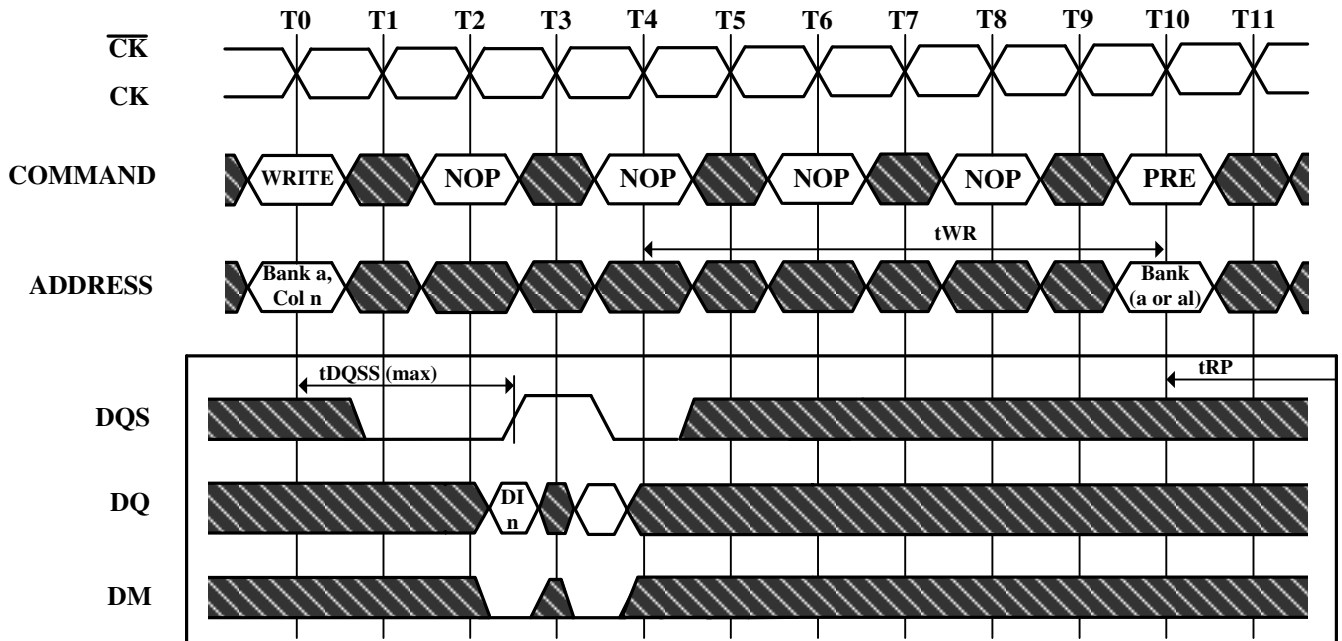 T0 T1 T2 T3 T4 T5 T6 T7 T8 T9 T10 T11
CK
CK
COMMAND
WRITE NOP NOP NOP NOP PRE
tWR
ADDRESS
Bank a,
Col n
Bank
(a or al)
tDQSS (max)
tRP
DQS
DQ
DI
n
DM